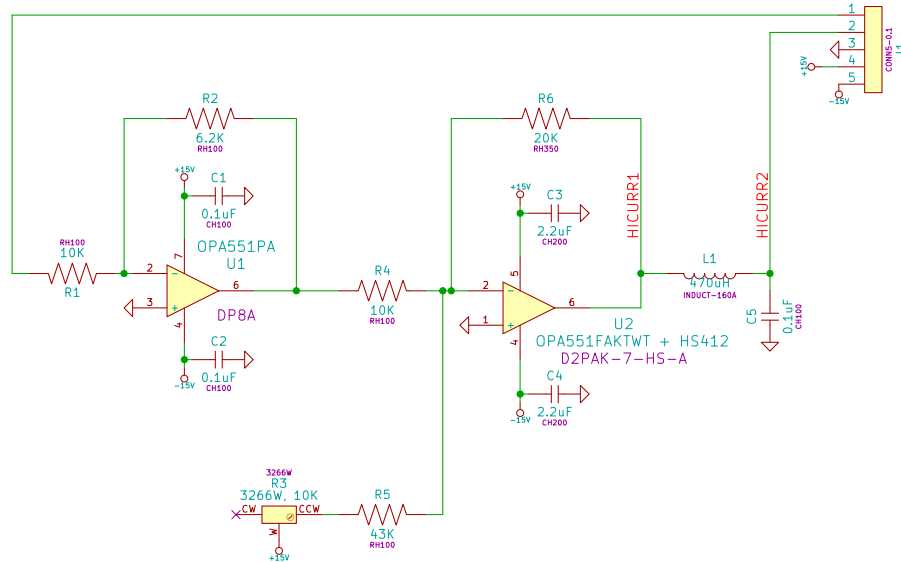 1
2
3
4
5
CONN5-0.1
J1
+15V
-15V
R2
6.2K
RH100
R6
20K
RH350
+15V
C1
0.1uF
CH100
+15V
C3
2.2uF
CH200
HICURR1
HICURR2
RH100
10K
R1
OPA551PA
U1
7
2
3
6
4
DP8A
R4
10K
RH100
5
2
1
6
4
U2
OPA551FAKTWT + HS412
D2PAK-7-HS-A
L1
470uH
INDUCT-160A
C5
0.1uF
CH100
C2
0.1uF
CH100
-15V
C4
2.2uF
CH200
-15V
3266W
R3
3266W, 10K
CW
CCW
W
+15V
R5
43K
RH100